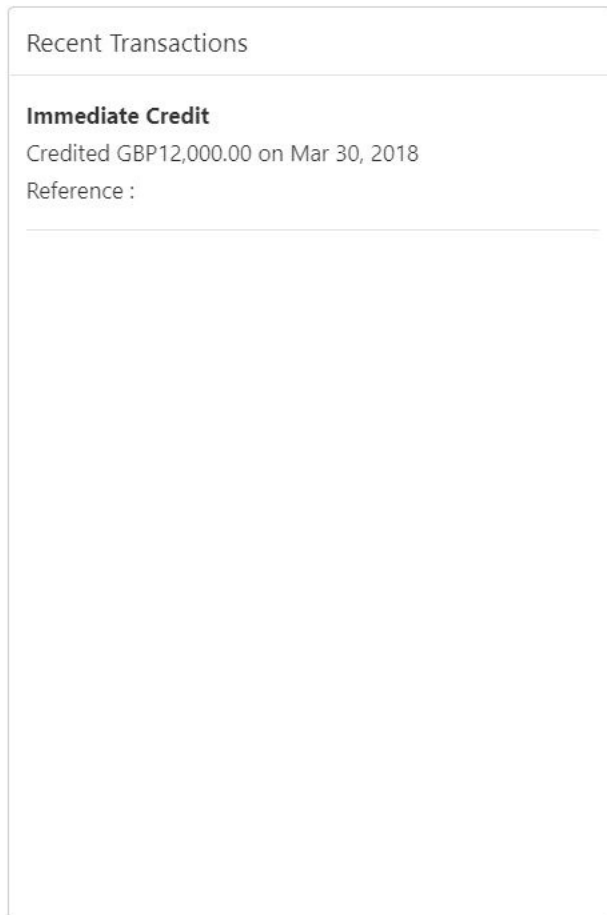 Recent Transactions
Immediate Credit
Credited GBP12,000.00 on Mar 30, 2018
Reference :